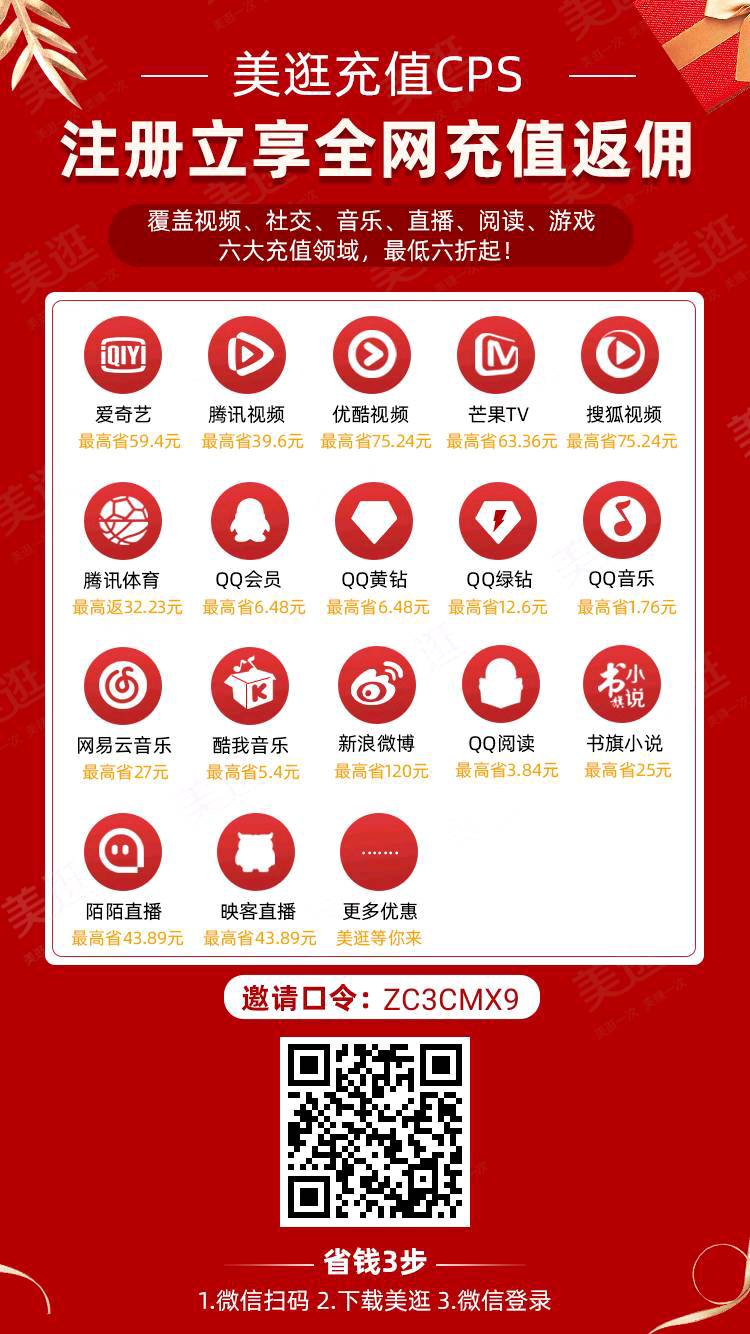 美逛充值CPS
注册立享全网充值返佣
覆盖视频、社交、音乐、直播、阅读、游戏
六大充值领域，最低六折起！
iQIYI
爱奇艺 腾讯视频 优酷视频 芒果TV 搜狐视频
最高省59.4元 最高省39.6元 最高省75.24元 最高省63.36元 最高省75.24元
腾讯体育 QQ会员 QQ黄钻 QQ绿钻 QQ音乐
最高返32.23元 最高省6.48元 最高省6.48元 最高省12.6元 最高省1.76元
K 书旗小说
网易云音乐 酷我音乐 新浪微博 QQ阅读 书旗小说
最高省27元 最高省5.4元 最高省120元 最高省3.84元 最高省25元
陌陌直播 映客直播 更多优惠
最高省43.89元 最高省43.89元 美逛等你来
邀请口令：ZC3CMX9
省钱3步
1.微信扫码 2.下载美逛 3.微信登录